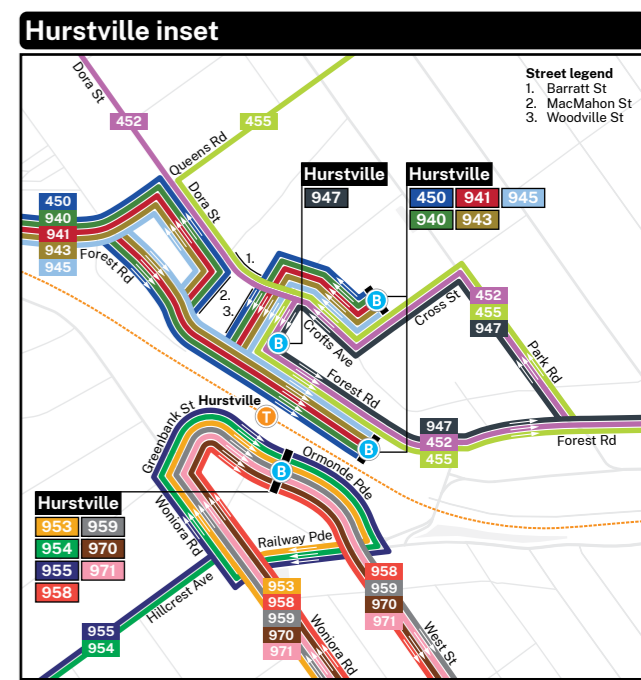 Hurstville inset
Street legend
1. Barratt St
2. MacMahon St
3. Woodville St
Dora St
452
455
Queens Rd
Dora St
Hurstville
947
Hurstville
450 941 945
940 943
450
940
941
943
945
Forest Rd
1.
2.
3.
B
B
Crofts Ave
Cross St
452
455
947
Park Rd
Forest Rd
Hurstville
T
B
947
452
455
Forest Rd
Greenbank St
B
Ormonde Pde
Hurstville
953 959
954 970
955 971
958
Woniora Rd
Railway Pde
Hillcrest Ave
955
954
953
958
959
970
971
Woniora Rd
958
959
970
971
West St